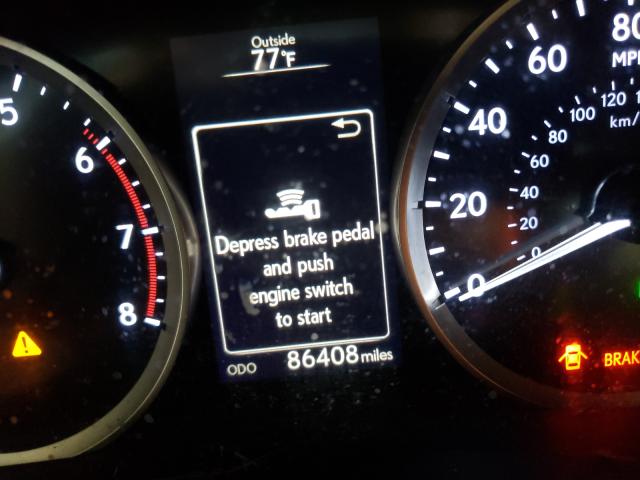 Outside
77°F
5
6
7
8
Depress brake pedal
and push
engine switch
to start
ODO 86408 miles
80
MPH
60
40
20
0
120
100
km/
80
60
40
20
0
BRAK